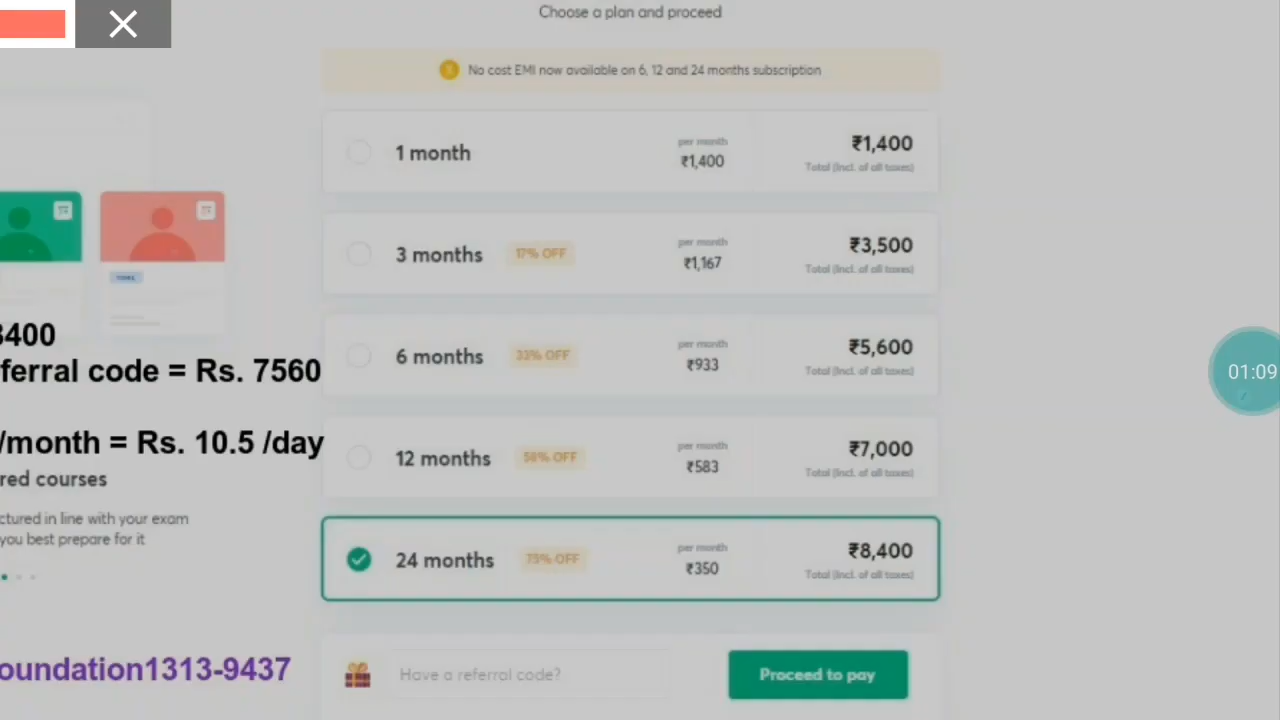 Choose a plan and proceed
No cost EMI now available on 6, 12 and 24 months subscription
1 month
per month
₹1,400
₹1,400
Total (Incl. of all taxes)
3 months
17% OFF
per month
₹1,167
₹3,500
Total (Incl. of all taxes)
6 months
33% OFF
per month
₹933
₹5,600
Total (Incl. of all taxes)
12 months
58% OFF
per month
₹583
₹7,000
Total (Incl. of all taxes)
24 months
75% OFF
per month
₹350
₹8,400
Total (Incl. of all taxes)
Have a referral code?
Proceed to pay
3400
ferral code = Rs. 7560
/month = Rs. 10.5 /day
red courses
ctured in line with your exam
you best prepare for it
oundation1313-9437
01:09